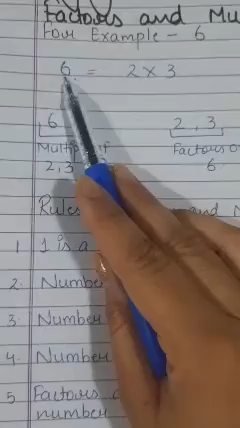 Factors and Mu
For Example - 6
6 = 2 × 3
6 2, 3
Multiple of Factors o
2, 3 6
Rules and
1 1 is a
2. Number
3 Number
4. Number
5 Factors
number